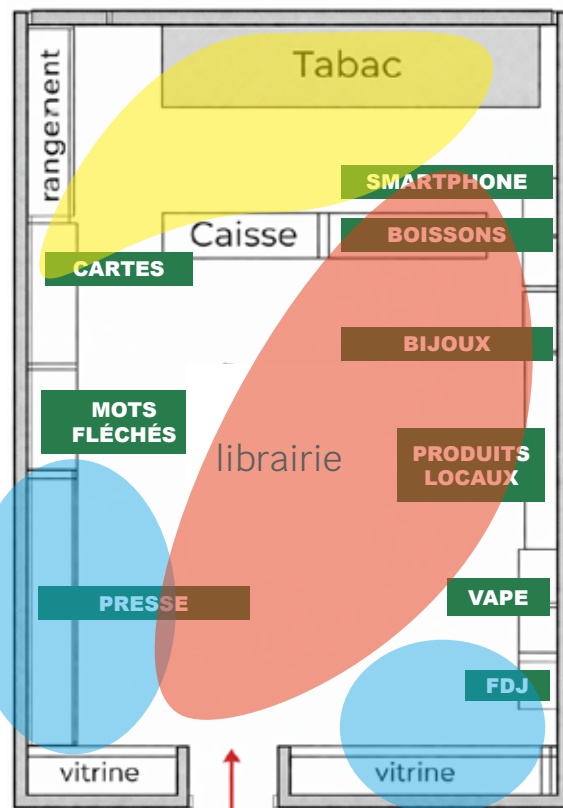 Tabac
rangement
SMARTPHONE
Caisse
BOISSONS
CARTES
BIJOUX
MOTS
FLÉCHÉS
librairie
PRODUITS
LOCAUX
PRESSE
VAPE
FDJ
vitrine
vitrine